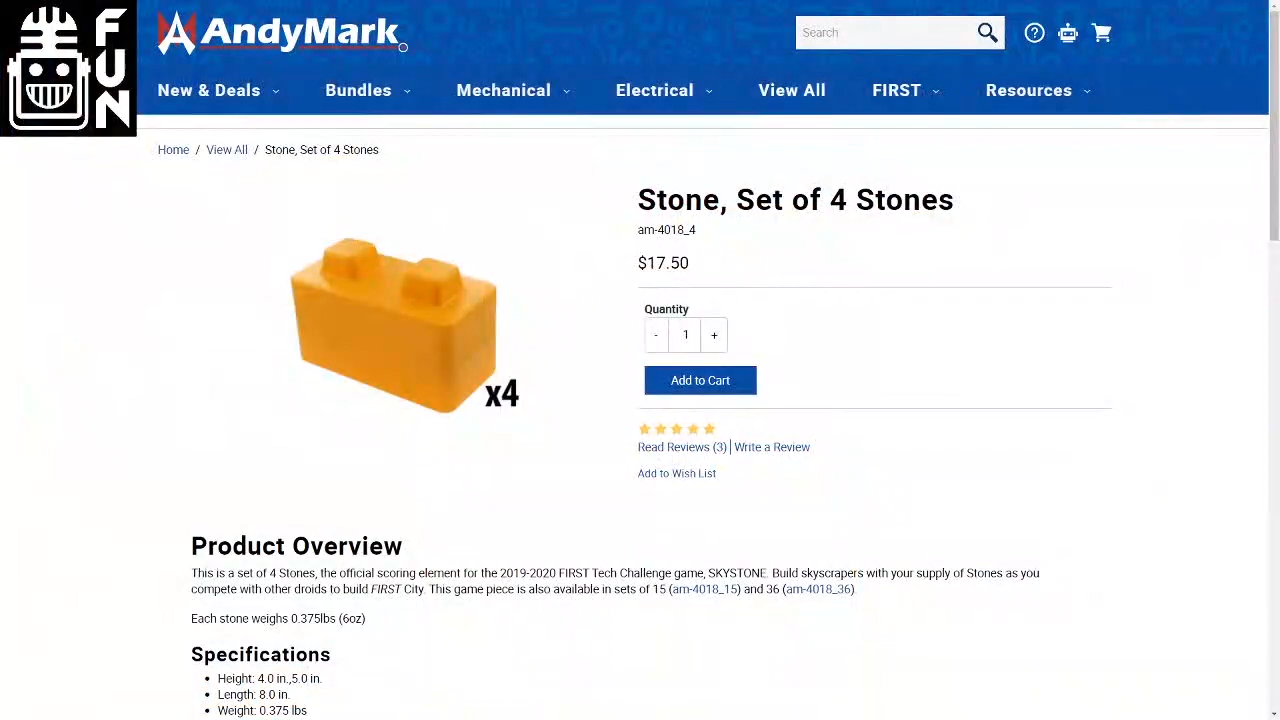 FUN
AndyMark
Search
New & Deals
Bundles
Mechanical
Electrical
View All
FIRST
Resources
Home / View All / Stone, Set of 4 Stones
Stone, Set of 4 Stones
am-4018_4
$17.50
Quantity
- 1 +
Add to Cart
Read Reviews (3) | Write a Review
Add to Wish List
x4
Product Overview
This is a set of 4 Stones, the official scoring element for the 2019-2020 FIRST Tech Challenge game, SKYSTONE. Build skyscrapers with your supply of Stones as you
compete with other droids to build FIRST City. This game piece is also available in sets of 15 (am-4018_15) and 36 (am-4018_36).
Each stone weighs 0.375lbs (6oz)
Specifications
• Height: 4.0 in.,5.0 in.
• Length: 8.0 in.
• Weight: 0.375 lbs